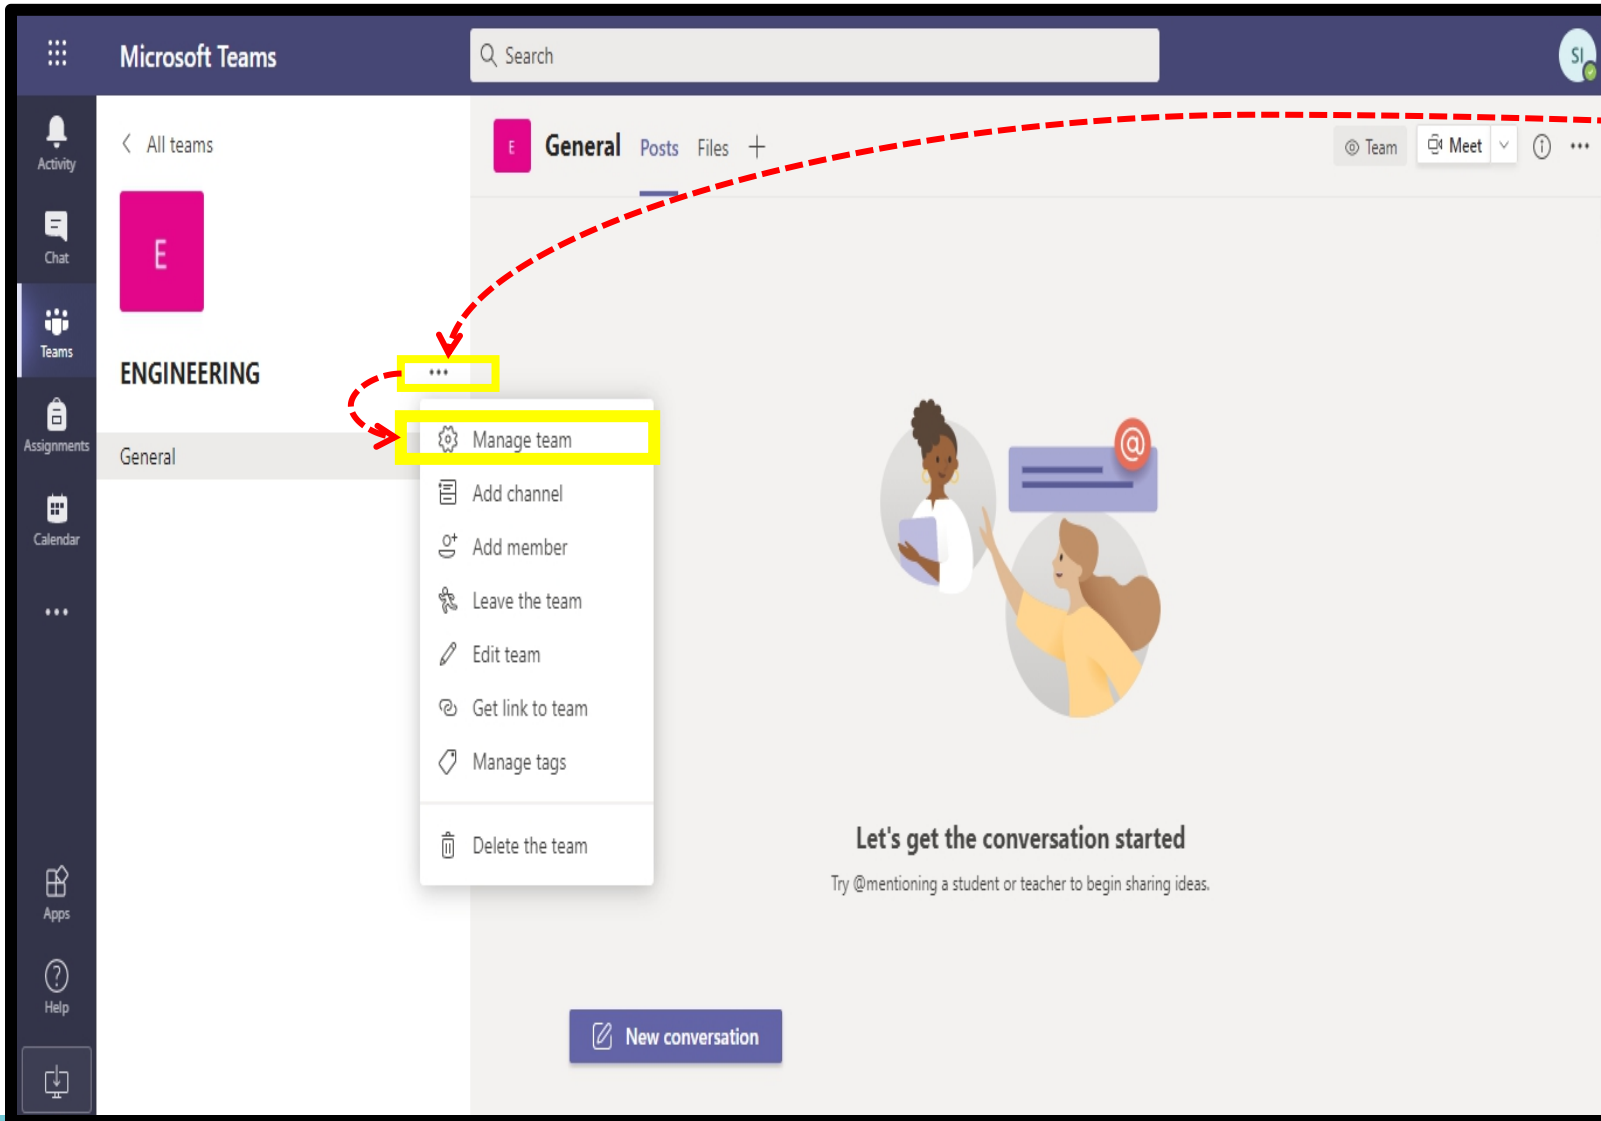 Microsoft Teams
Search
SI
Activity
Chat
Teams
Assignments
Calendar
Apps
Help
All teams
E
ENGINEERING
General
E
General Posts Files
Team
Meet
Manage team
Add channel
Add member
Leave the team
Edit team
Get link to team
Manage tags
Delete the team
@
Let's get the conversation started
Try @mentioning a student or teacher to begin sharing ideas.
New conversation